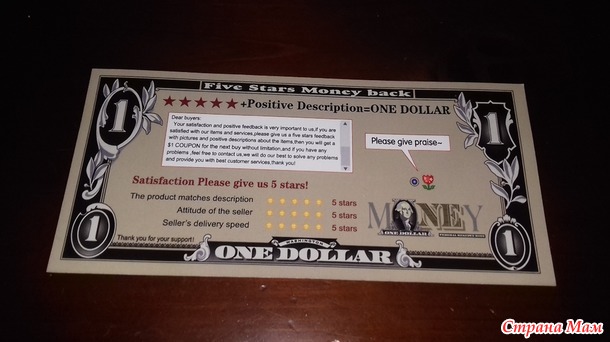 Five Stars Money back
1
1
★★★★★+Positive Description=ONE DOLLAR
Dear buyers:
Your satisfaction and positive feedback is very important to us,if you are
satisfied with our items and services,please give us a five stars feedback
with pictures and positive descriptions about the items,then you will get a
$1 COUPON for the next buy without limitation,and if you have any
problems ,feel free to contact us,we will do our best to solve any problems
and provide you with best customer services,thank you!
Please give praise~
Satisfaction Please give us 5 stars!
The product matches description 5 stars
Attitude of the seller 5 stars
Seller's delivery speed 5 stars
MONEY
ONE DOLLAR
Thank you for your support!
1
1
WASHINGTON
ONE DOLLAR
Страна Мам